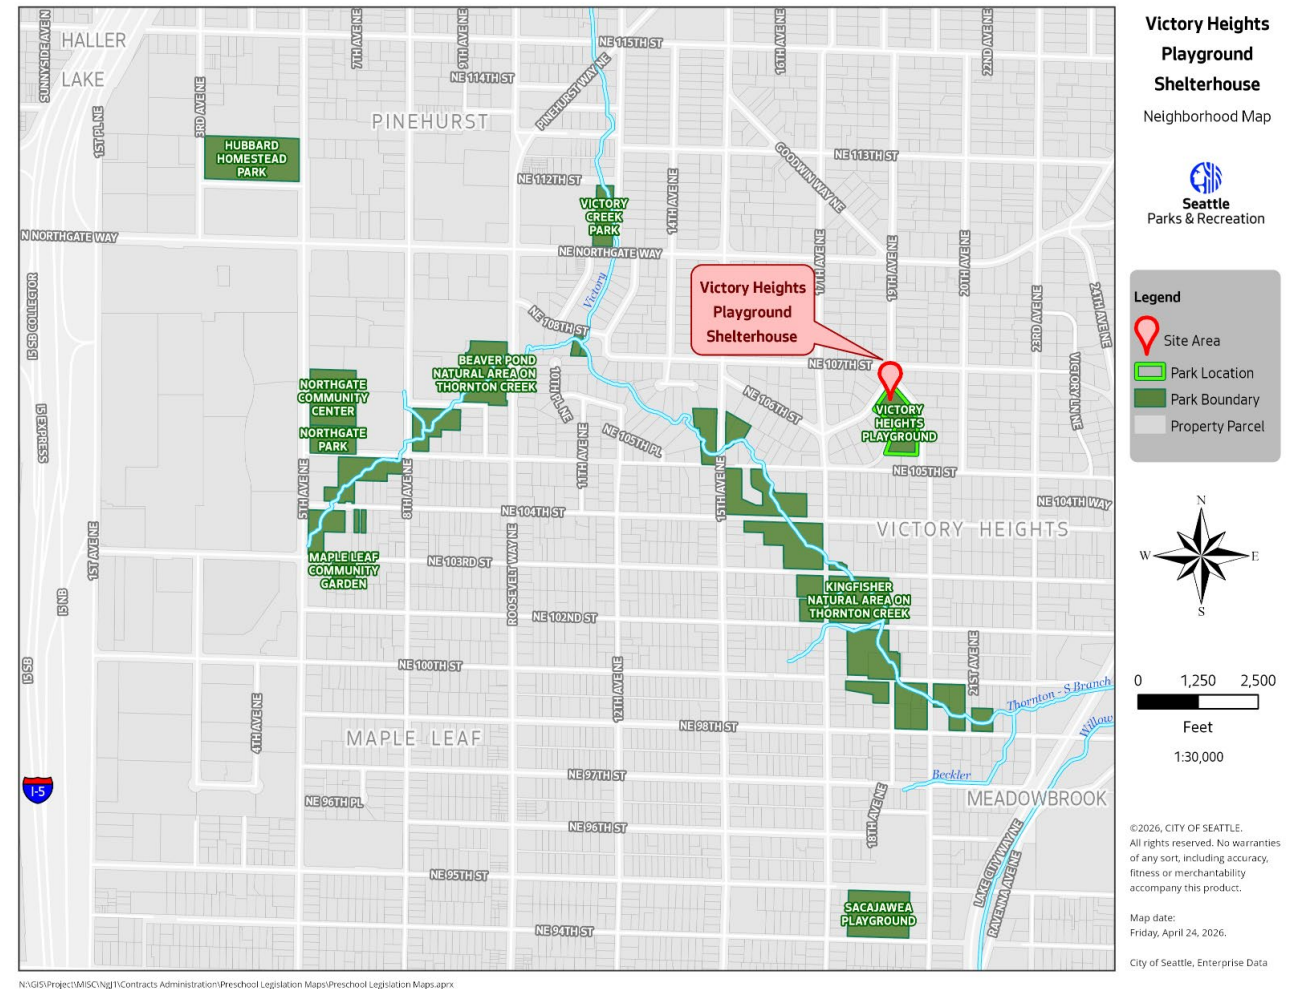 Victory Heights
Playground
Shelterhouse
Neighborhood Map
Seattle
Parks & Recreation
Legend
Site Area
Park Location
Park Boundary
Property Parcel
N
W
E
S
0 1,250 2,500
Feet
1:30,000
©2026, CITY OF SEATTLE.
All rights reserved. No warranties
of any sort, including accuracy,
fitness or merchantability
accompany this product.
Map date:
Friday, April 24, 2026.
City of Seattle, Enterprise Data
HALLER
LAKE
SUNNYSIDE AVE N
1ST PL NE
3RD AVE NE
7TH AVE NE
9TH AVE NE
NE 115TH ST
16TH AVE NE
22ND AVE NE
NE 114TH ST
PINEHURST WAY NE
PINEHURST
HUBBARD
HOMESTEAD
PARK
GOODWIN WAY NE
NE 113TH ST
NE 112TH ST
14TH AVE NE
VICTORY
CREEK
PARK
N NORTHGATE WAY
NE NORTHGATE WAY
17TH AVE NE
19TH AVE NE
20TH AVE NE
23RD AVE NE
24TH AVE NE
Victory
I5 SB COLLECTOR
Victory Heights
Playground
Shelterhouse
NE 108TH ST
NE 107TH ST
BEAVER POND
NATURAL AREA ON
THORNTON CREEK
NORTHGATE
COMMUNITY
CENTER
NORTHGATE
PARK
10TH PL NE
NE 106TH ST
VICTORY LN NE
VICTORY
HEIGHTS
PLAYGROUND
I5 EXPRESS
NE 105TH PL
11TH AVE NE
NE 105TH ST
5TH AVE NE
8TH AVE NE
15TH AVE NE
NE 104TH ST
NE 104TH WAY
VICTORY HEIGHTS
1ST AVE NE
ROOSEVELT WAY NE
MAPLE LEAF
COMMUNITY
GARDEN
NE 103RD ST
KINGFISHER
NATURAL AREA ON
THORNTON CREEK
I5 NB
NE 102ND ST
I5 SB
NE 100TH ST
12TH AVE NE
21ST AVE NE
Thornton - S Branch
Willow
4TH AVE NE
NE 98TH ST
MAPLE LEAF
NE 97TH ST
Beckler
I-5
NE 96TH PL
MEADOWBROOK
18TH AVE NE
NE 96TH ST
LAKE CITY WAY NE
RAVENNA AVE NE
NE 95TH ST
SACAJAWEA
PLAYGROUND
NE 94TH ST
N:\GIS\Project\MISC\NgJ1\Contracts Administration\Preschool Legislation Maps\Preschool Legislation Maps.aprx